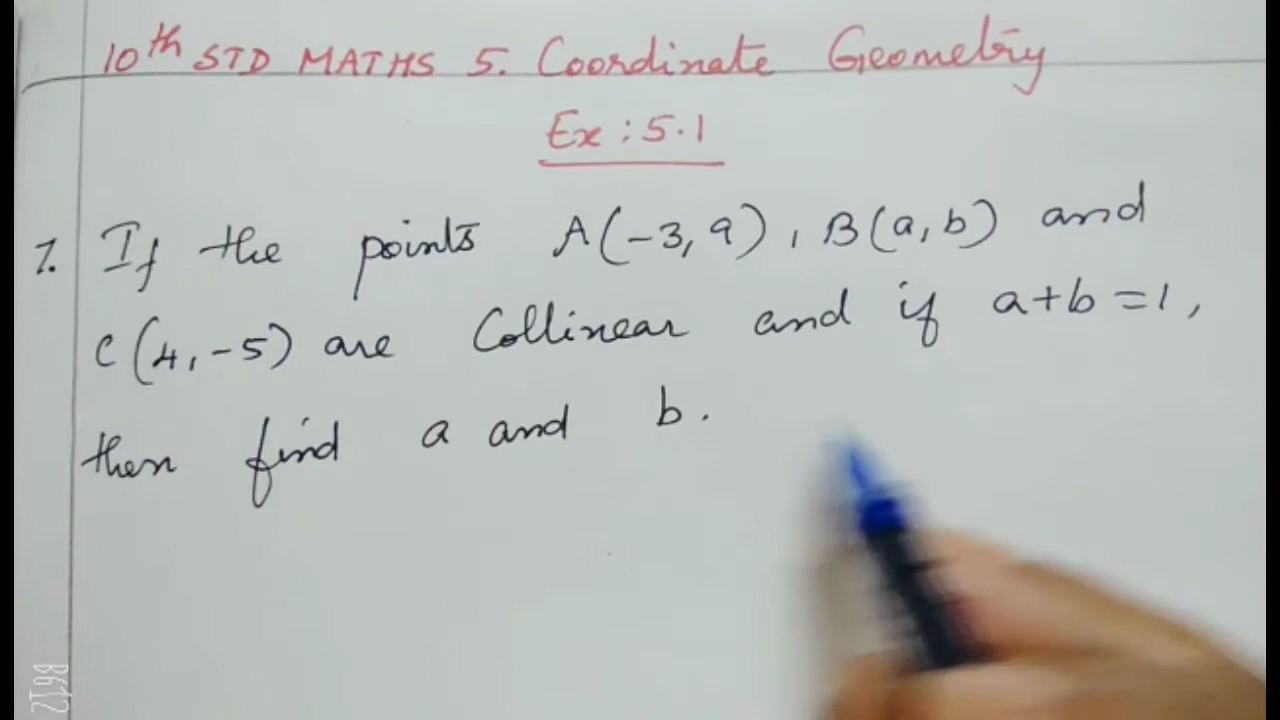 10th STD MATHS 5. Coordinate Geometry
Ex : 5.1
7. If the points A(-3, 9), B(a, b) and
C(4, -5) are Collinear and if a+b=1,
then find a and b.